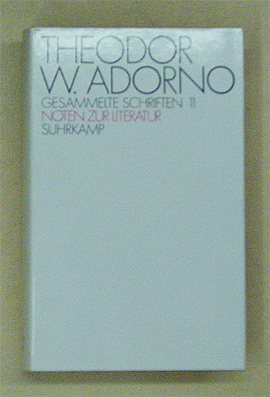 THEODOR
W. ADORNO
GESAMMELTE SCHRIFTEN 11
NOTEN ZUR LITERATUR
SUHRKAMP